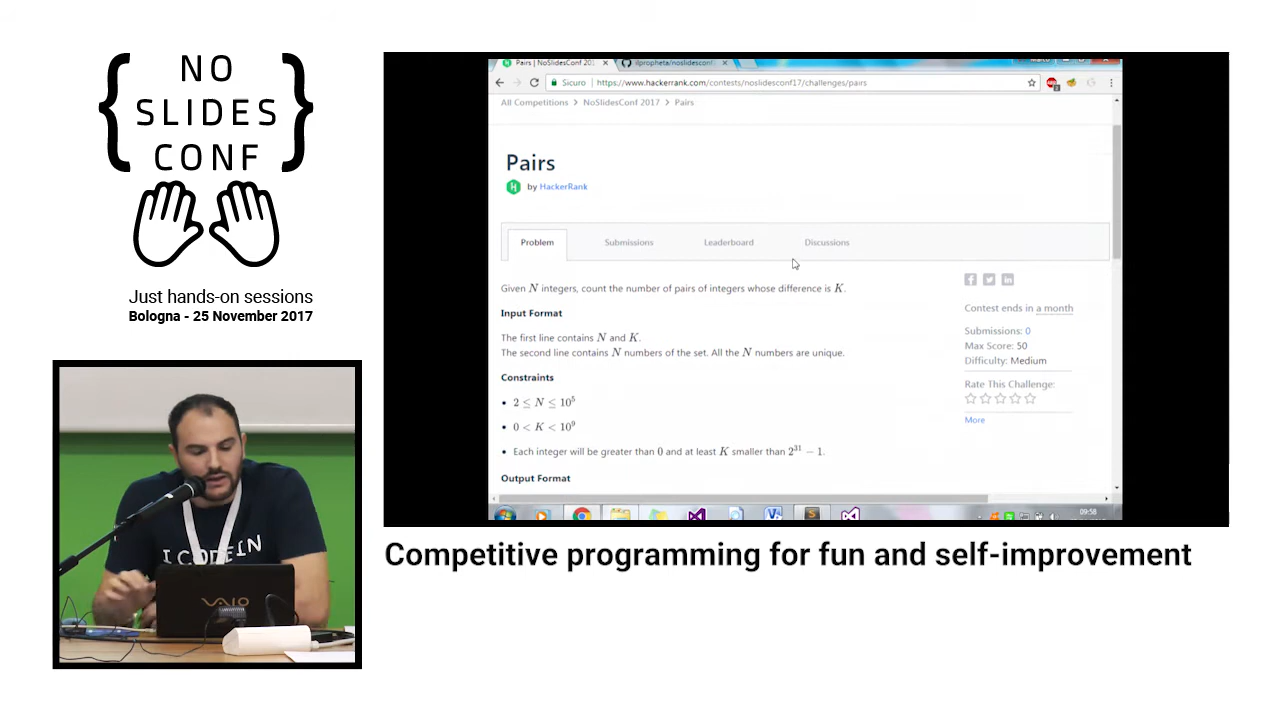 NO
SLIDES
CONF
Just hands-on sessions
Bologna - 25 November 2017
VAIO
Pairs | NoSlidesConf 201
ilpropheta/noslidesconf
Sicuro | https://www.hackerrank.com/contests/noslidesconf17/challenges/pairs
All Competitions > NoSlidesConf 2017 > Pairs
Pairs
by HackerRank
Problem Submissions Leaderboard Discussions
Given N integers, count the number of pairs of integers whose difference is K.
Input Format
The first line contains N and K.
The second line contains N numbers of the set. All the N numbers are unique.
Constraints
• 2 ≤ N ≤ 10⁵
• 0 < K < 10⁹
• Each integer will be greater than 0 and at least K smaller than 2³¹ − 1.
Output Format
Contest ends in a month
Submissions: 0
Max Score: 50
Difficulty: Medium
Rate This Challenge:
More
09:58
Competitive programming for fun and self-improvement